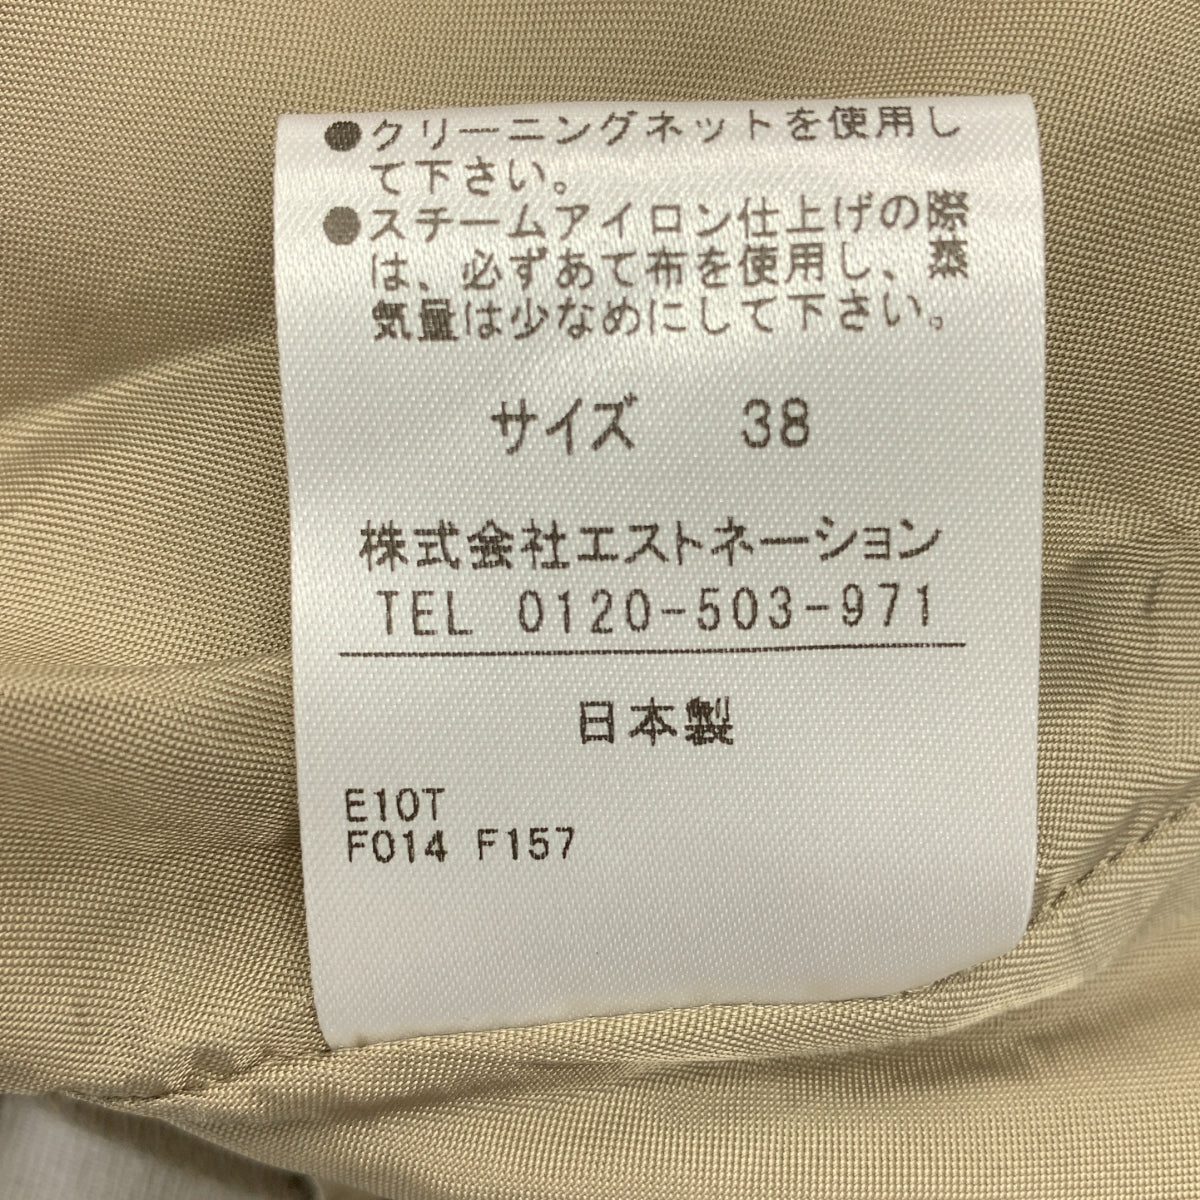 ●クリーニングネットを使用し
て下さい。
●スチームアイロン仕上げの際
は、必ずあて布を使用し、蒸
気量は少なめにして下さい。
サイズ 38
株式会社エストネーション
TEL 0120-503-971
日本製
E10T
F014 F157